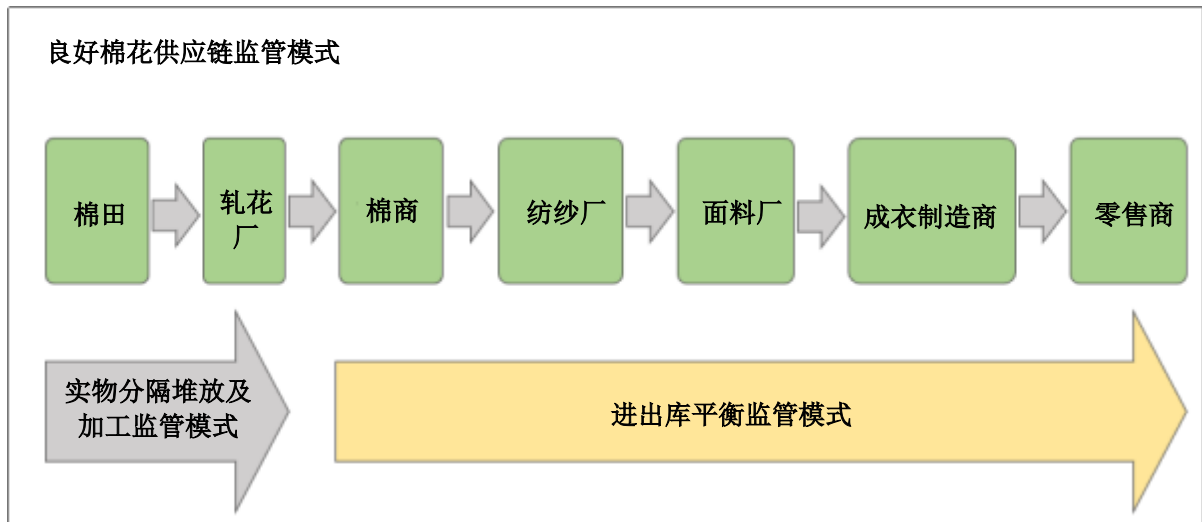 良好棉花供应链监管模式
棉田
轧花
厂
棉商
纺纱厂
面料厂
成衣制造商
零售商
实物分隔堆放及
加工监管模式
进出库平衡监管模式